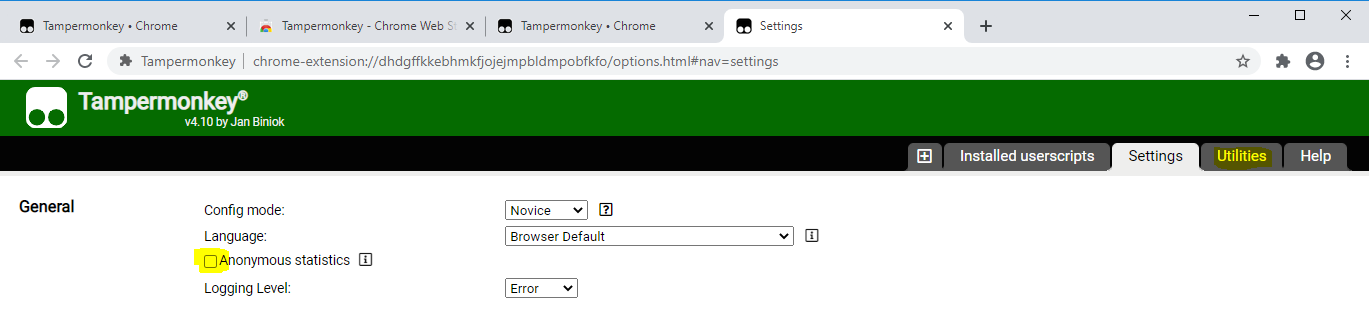 Tampermonkey • Chrome
Tampermonkey - Chrome Web St
Tampermonkey • Chrome
Settings
Tampermonkey
chrome-extension://dhdgffkkebhmkfjojejmpbldmpobfkfo/options.html#nav=settings
Tampermonkey®
v4.10 by Jan Biniok
Installed userscripts
Settings
Utilities
Help
General
Config mode: Novice
Language: Browser Default
Anonymous statistics
Logging Level: Error